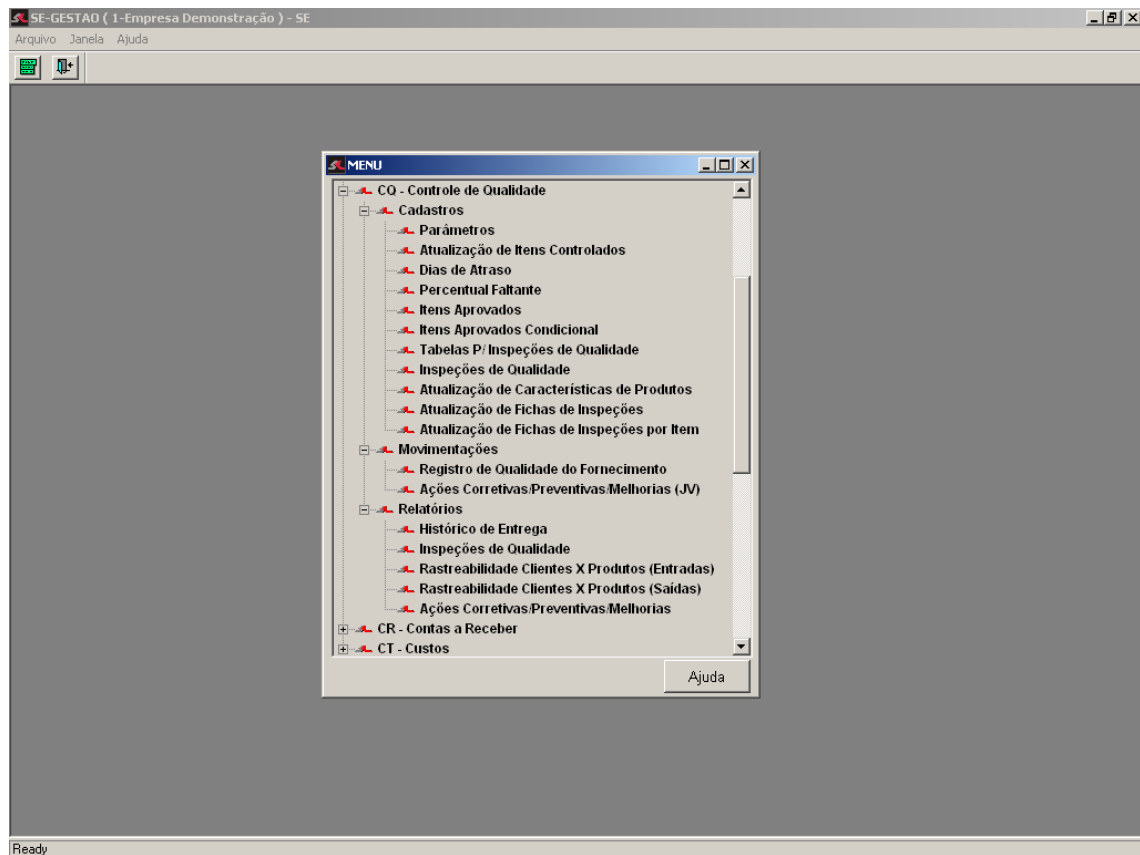 SE-GESTAO ( 1-Empresa Demonstração ) - SE
Arquivo Janela Ajuda
MENU
CQ - Controle de Qualidade
Cadastros
Parâmetros
Atualização de Itens Controlados
Dias de Atraso
Percentual Faltante
Itens Aprovados
Itens Aprovados Condicional
Tabelas P/ Inspeções de Qualidade
Inspeções de Qualidade
Atualização de Características de Produtos
Atualização de Fichas de Inspeções
Atualização de Fichas de Inspeções por Item
Movimentações
Registro de Qualidade do Fornecimento
Ações Corretivas/Preventivas/Melhorias (JV)
Relatórios
Histórico de Entrega
Inspeções de Qualidade
Rastreabilidade Clientes X Produtos (Entradas)
Rastreabilidade Clientes X Produtos (Saídas)
Ações Corretivas/Preventivas/Melhorias
CR - Contas a Receber
CT - Custos
Ajuda
Ready